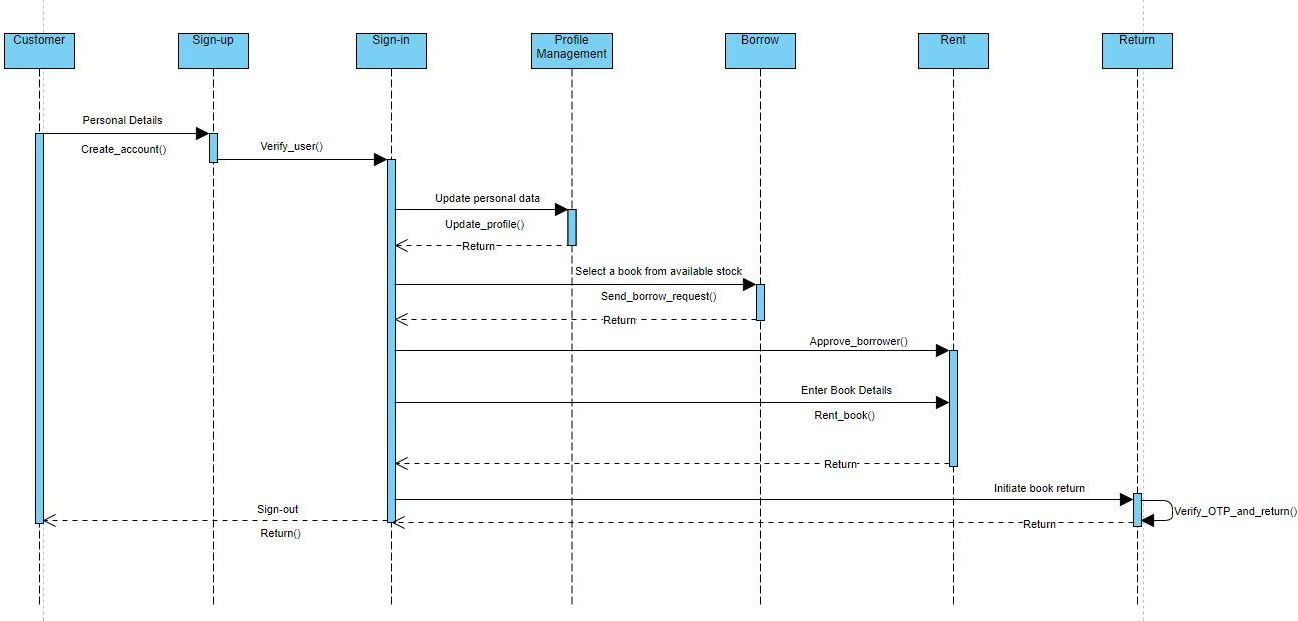 Customer
Sign-up
Sign-in
Profile
Management
Borrow
Rent
Return
Personal Details
Create_account()
Verify_user()
Update personal data
Update_profile()
Return
Select a book from available stock
Send_borrow_request()
Return
Approve_borrower()
Enter Book Details
Rent_book()
Return
Initiate book return
Sign-out
Verify_OTP_and_return()
Return
Return()